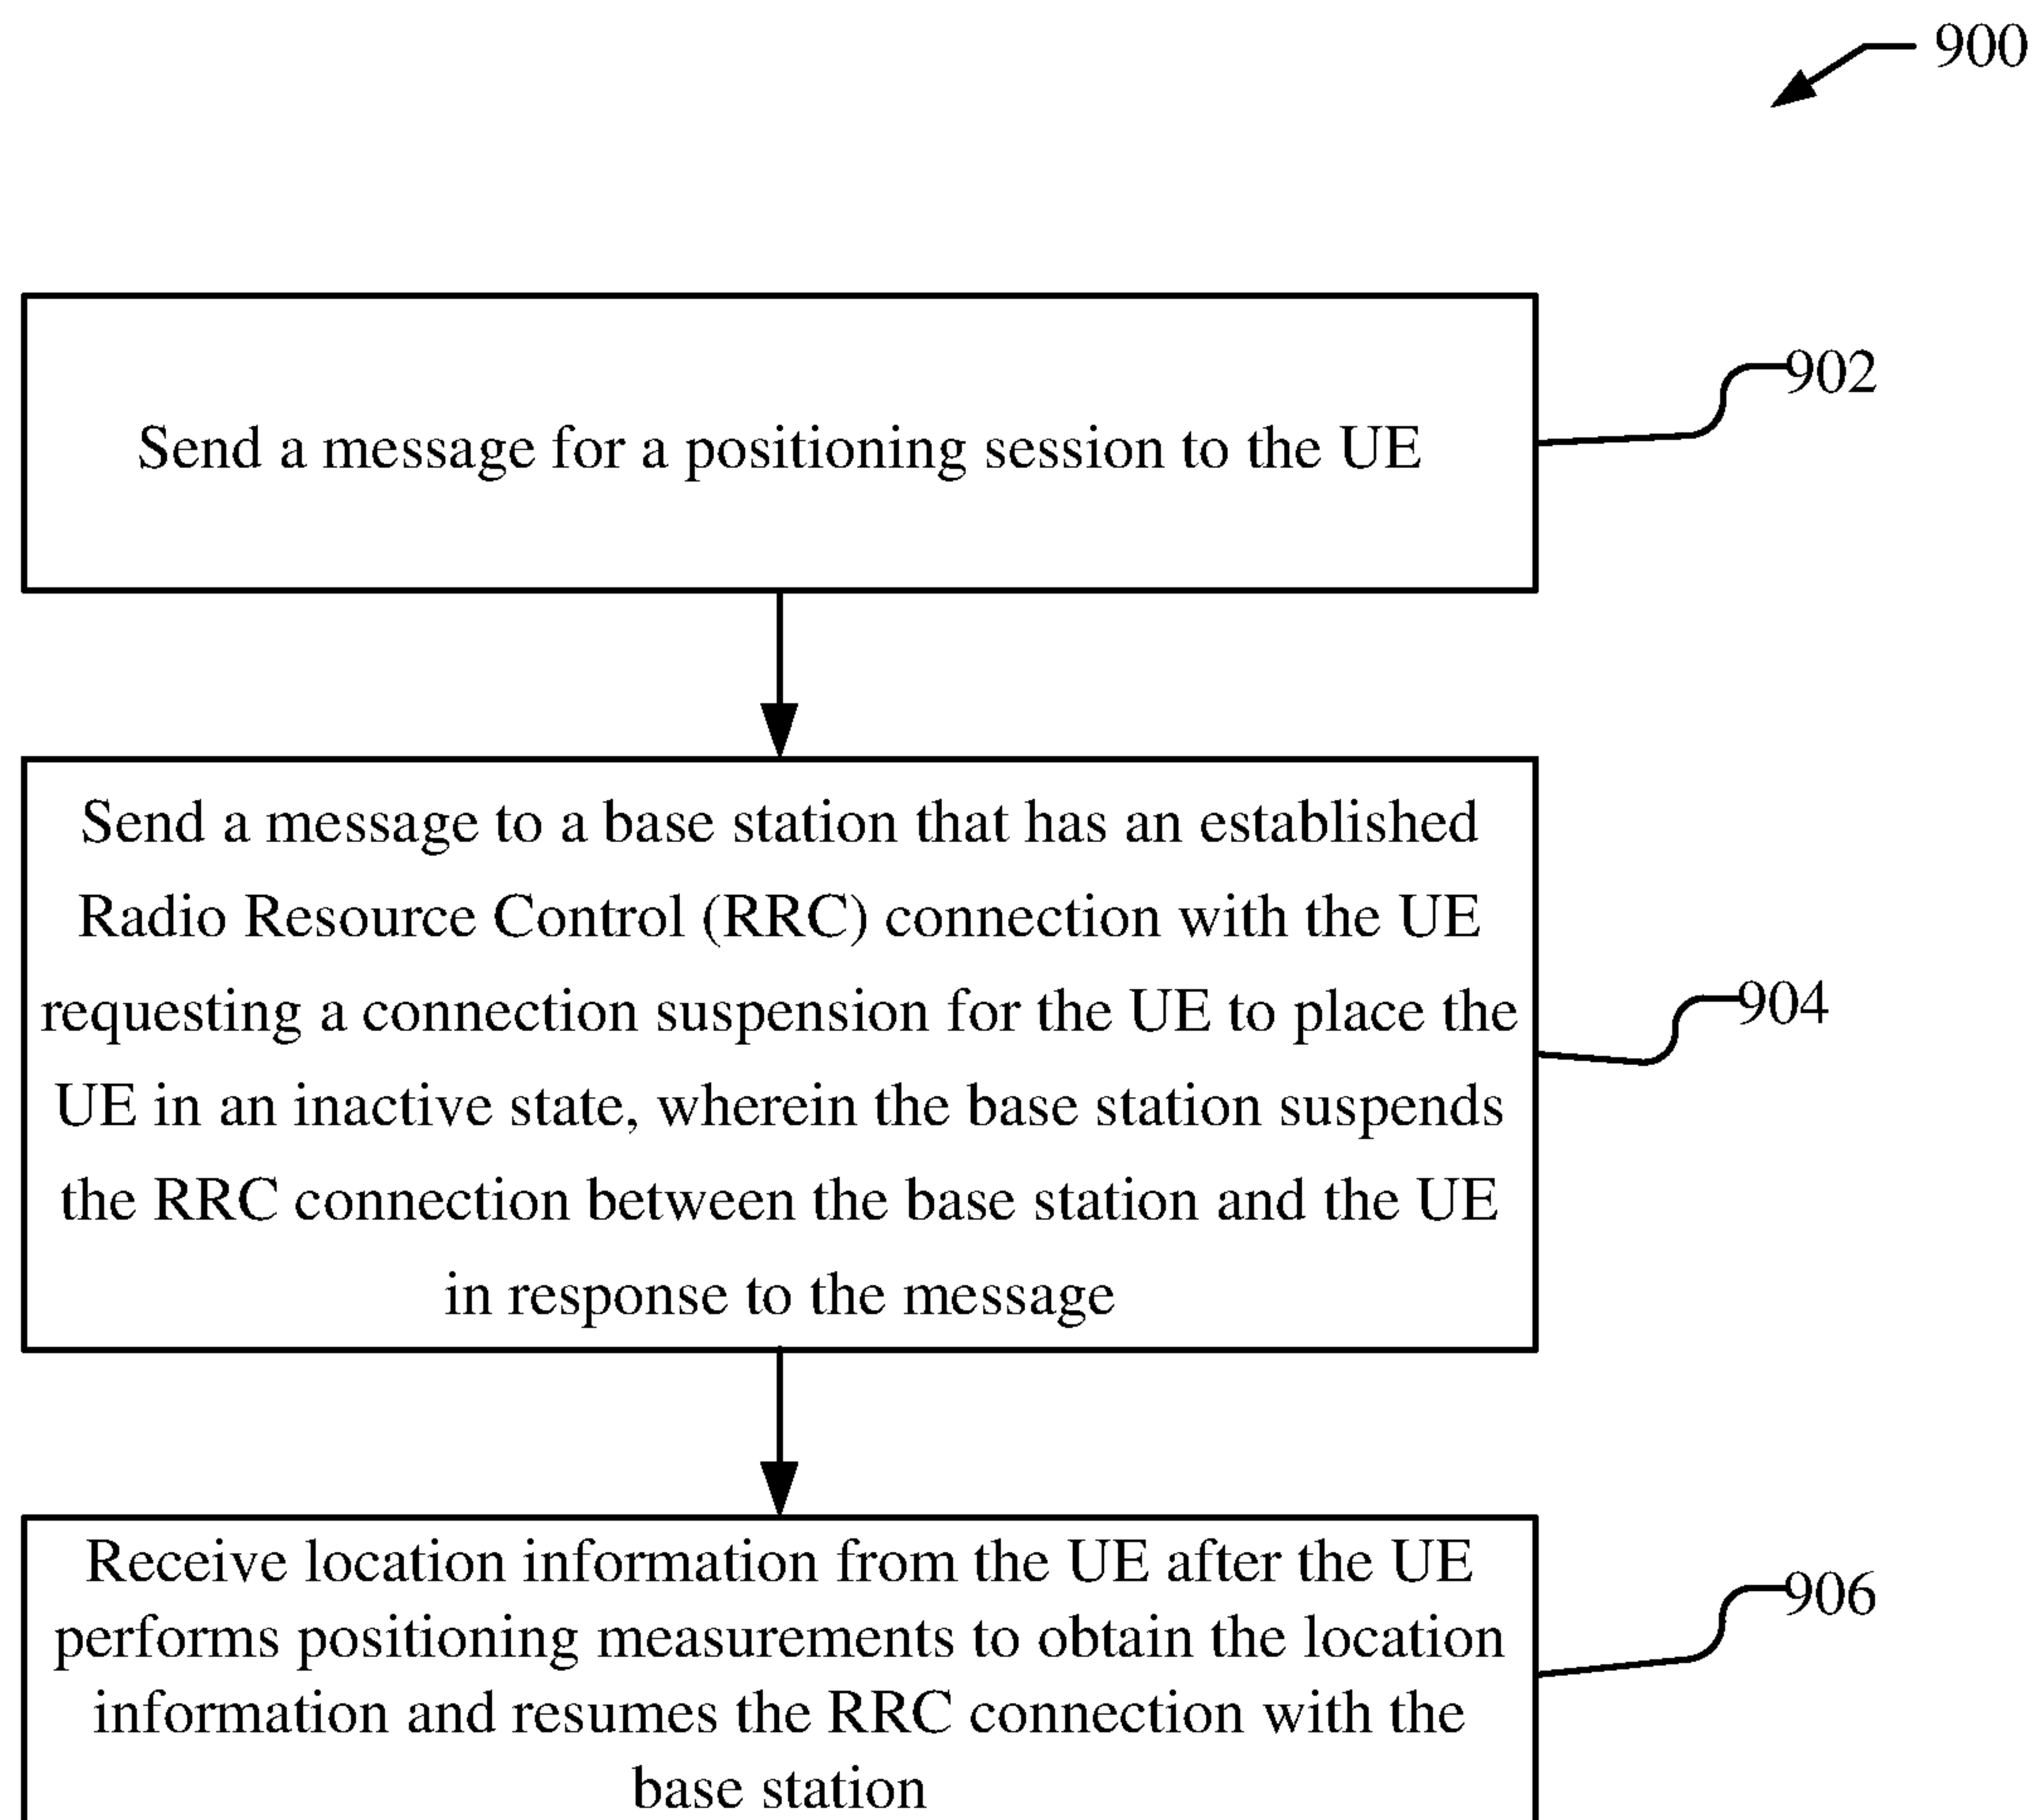 900
902
Send a message for a positioning session to the UE
Send a message to a base station that has an established
Radio Resource Control (RRC) connection with the UE
requesting a connection suspension for the UE to place the
UE in an inactive state, wherein the base station suspends
the RRC connection between the base station and the UE
in response to the message
904
Receive location information from the UE after the UE
performs positioning measurements to obtain the location
information and resumes the RRC connection with the
base station
906